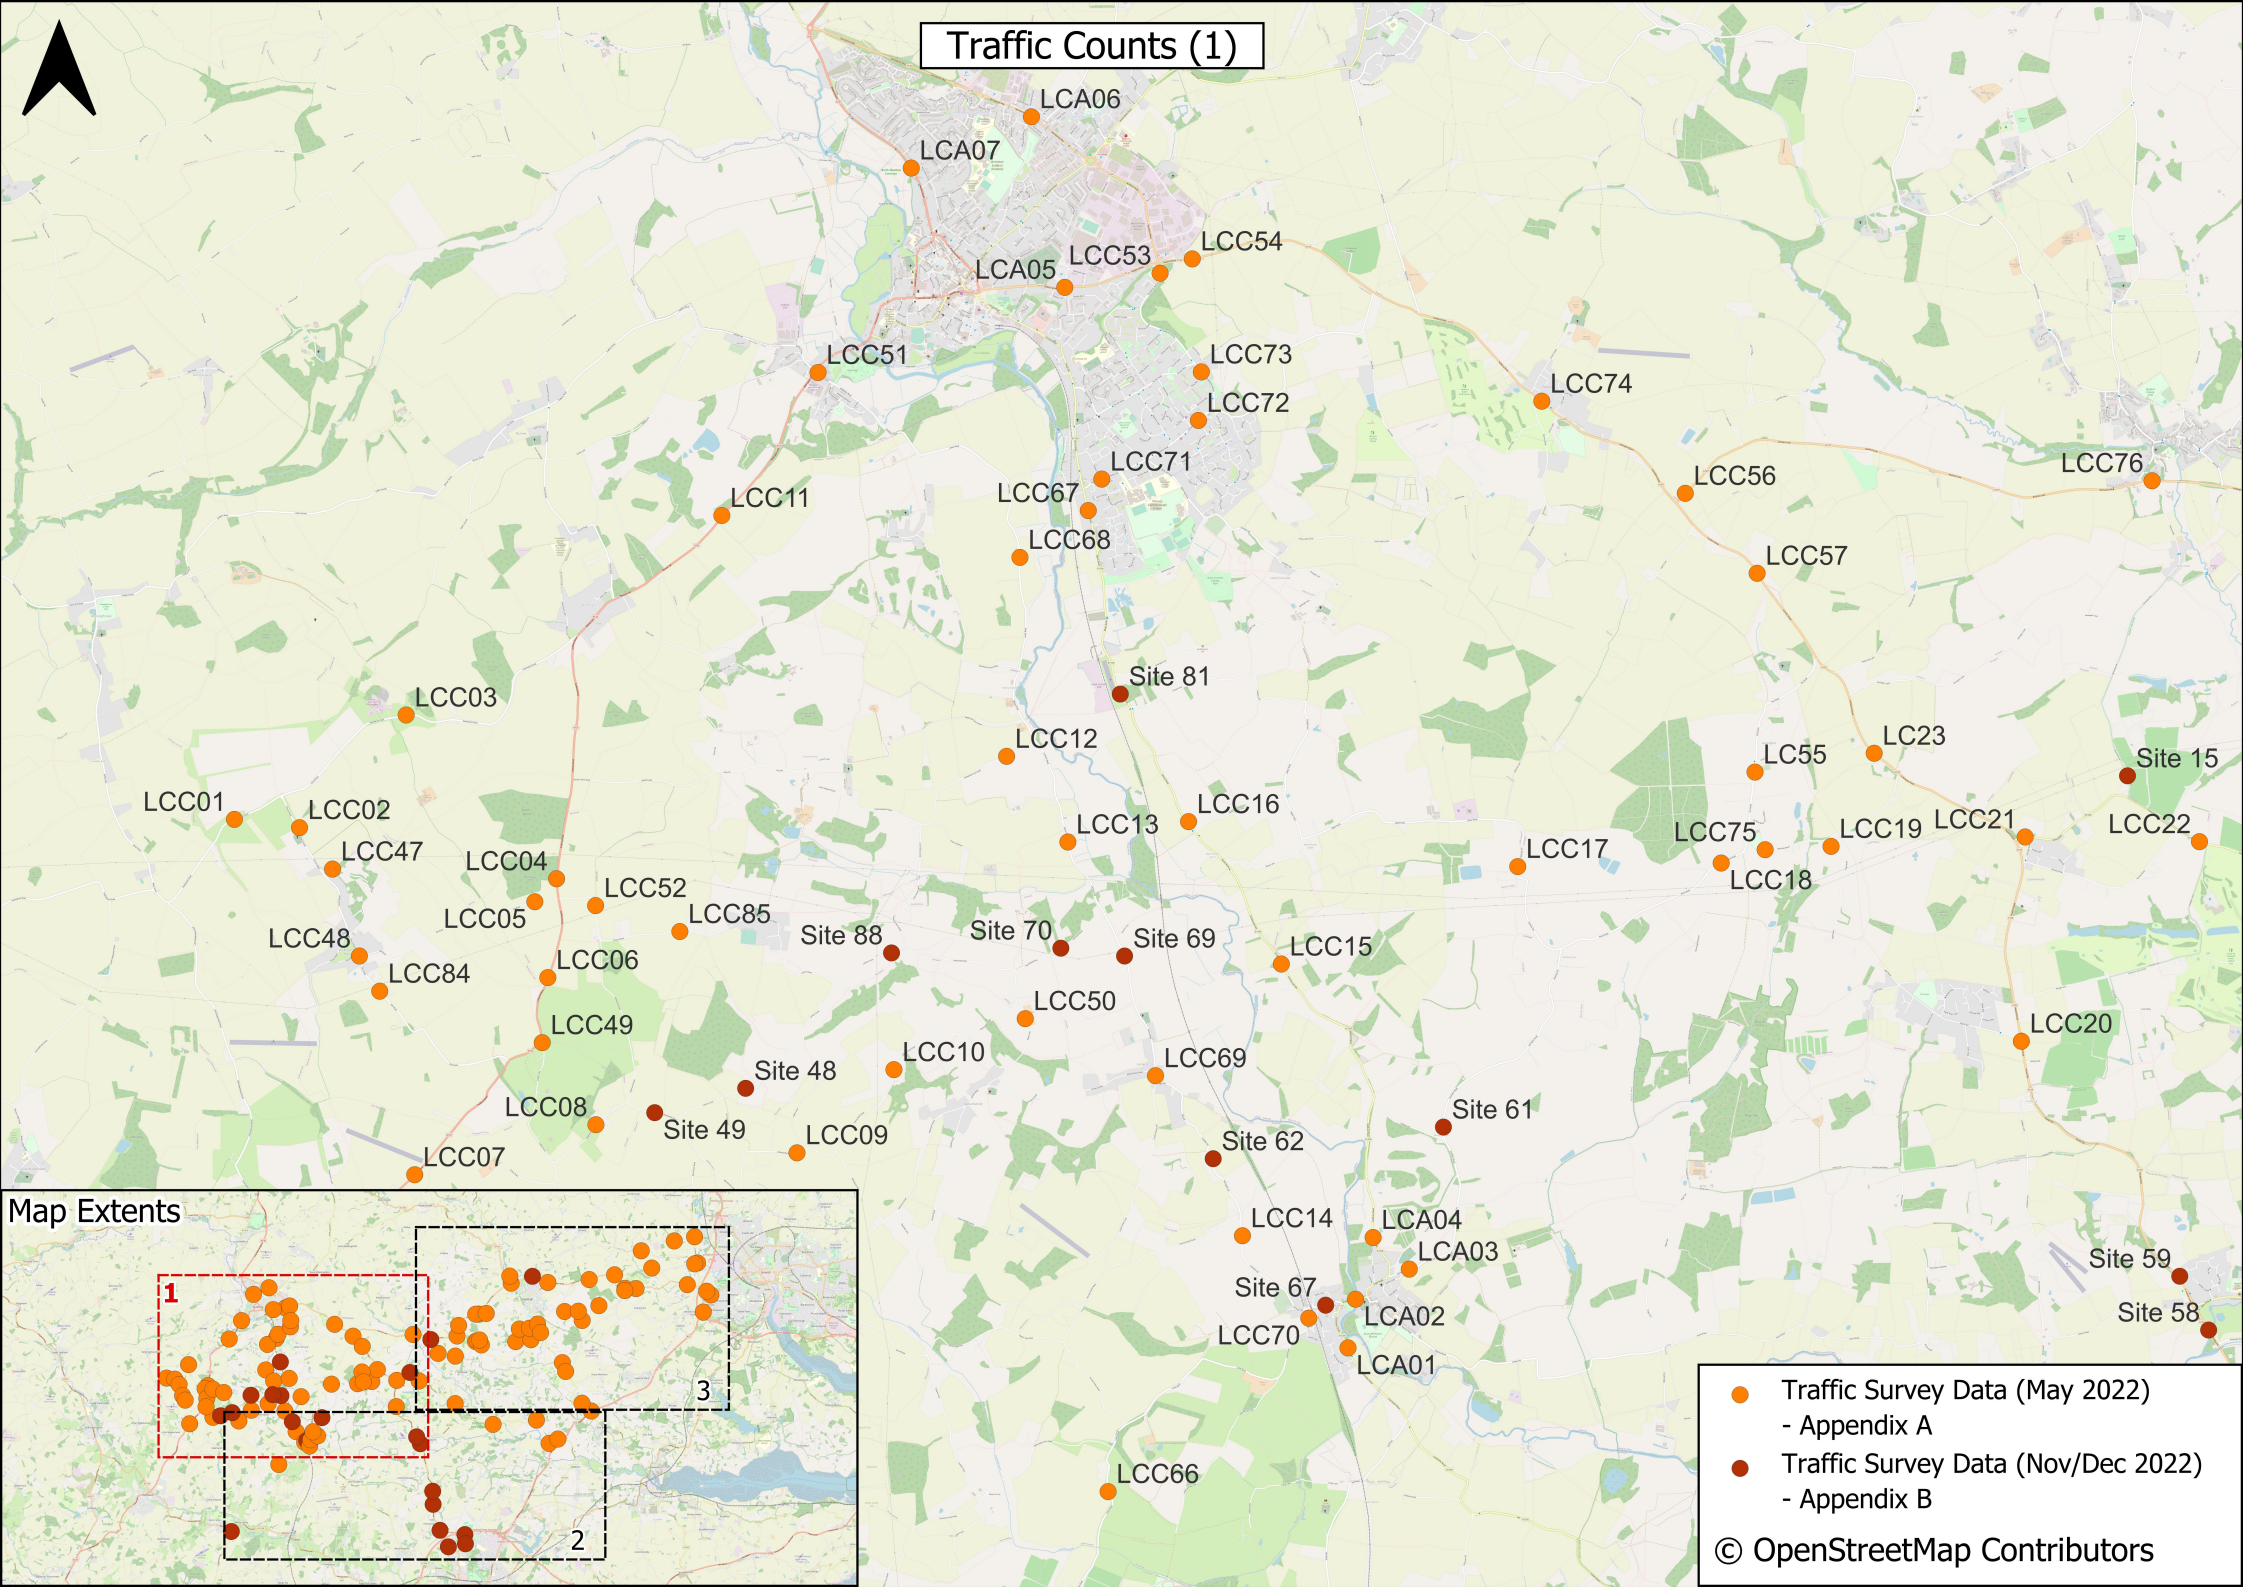 Traffic Counts (1)
LCA06
LCA07
LCC54
LCC53
LCA05
LCC51
LCC73
LCC74
LCC72
LCC71
LCC76
LCC56
LCC67
LCC11
LCC68
LCC57
Site 81
LCC03
LC23
LCC12
LC55
Site 15
LCC01
LCC02
LCC16
LCC13
LCC21
LCC22
LCC75
LCC19
LCC47
LCC17
LCC04
LCC18
LCC52
LCC05
LCC85
Site 88
Site 70
Site 69
LCC48
LCC15
LCC06
LCC84
LCC50
LCC49
LCC20
LCC10
LCC69
Site 48
LCC08
Site 61
Site 49
LCC09
Site 62
LCC07
LCC14
LCA04
LCA03
Site 59
Site 67
LCA02
Site 58
LCC70
LCA01
LCC66
Map Extents
1
3
2
Traffic Survey Data (May 2022)
- Appendix A
Traffic Survey Data (Nov/Dec 2022)
- Appendix B
© OpenStreetMap Contributors